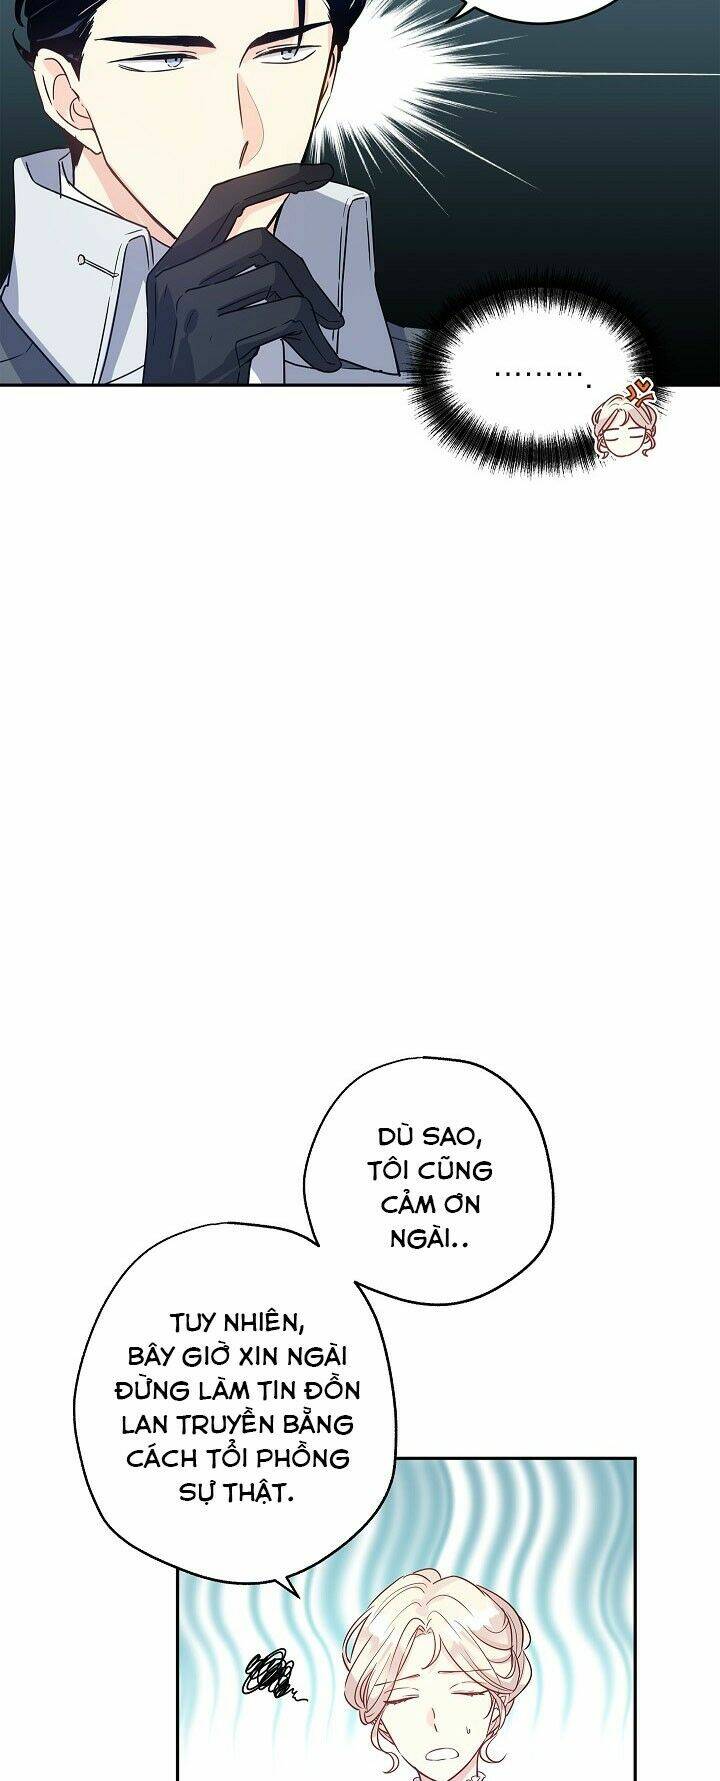 ..........
DÙ SAO,
TÔI CŨNG
CẢM ƠN
NGÀI..
TUY NHIÊN,
BÂY GIỜ XIN NGÀI
ĐỪNG LÀM TIN ĐỒN
LAN TRUYỀN BẰNG
CÁCH TỔI PHỒNG
SỰ THẬT.